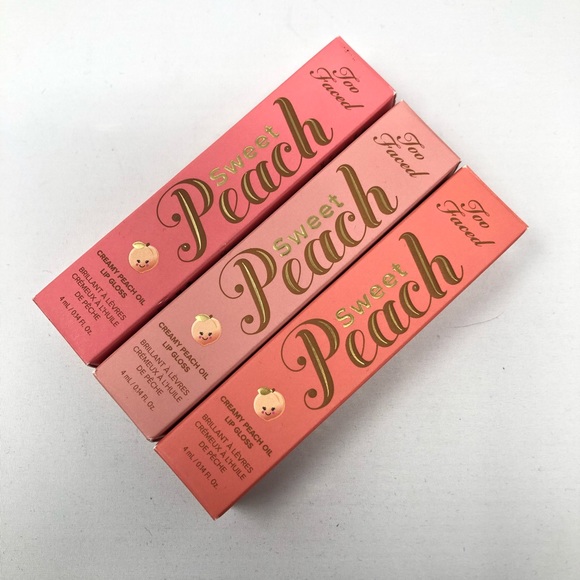 Too
Faced
Sweet
Peach
CREAMY PEACH OIL
LIP GLOSS
BRILLANT À LÈVRES
CRÉMEUX À L'HUILE
DE PÊCHE
4 mL / 0.14 fl. Oz.
Too
Faced
Sweet
Peach
CREAMY PEACH OIL
LIP GLOSS
BRILLANT À LÈVRES
CRÉMEUX À L'HUILE
DE PÊCHE
4 mL / 0.14 fl. Oz.
Too
Faced
Sweet
Peach
CREAMY PEACH OIL
LIP GLOSS
BRILLANT À LÈVRES
CRÉMEUX À L'HUILE
DE PÊCHE
4 mL / 0.14 fl. Oz.